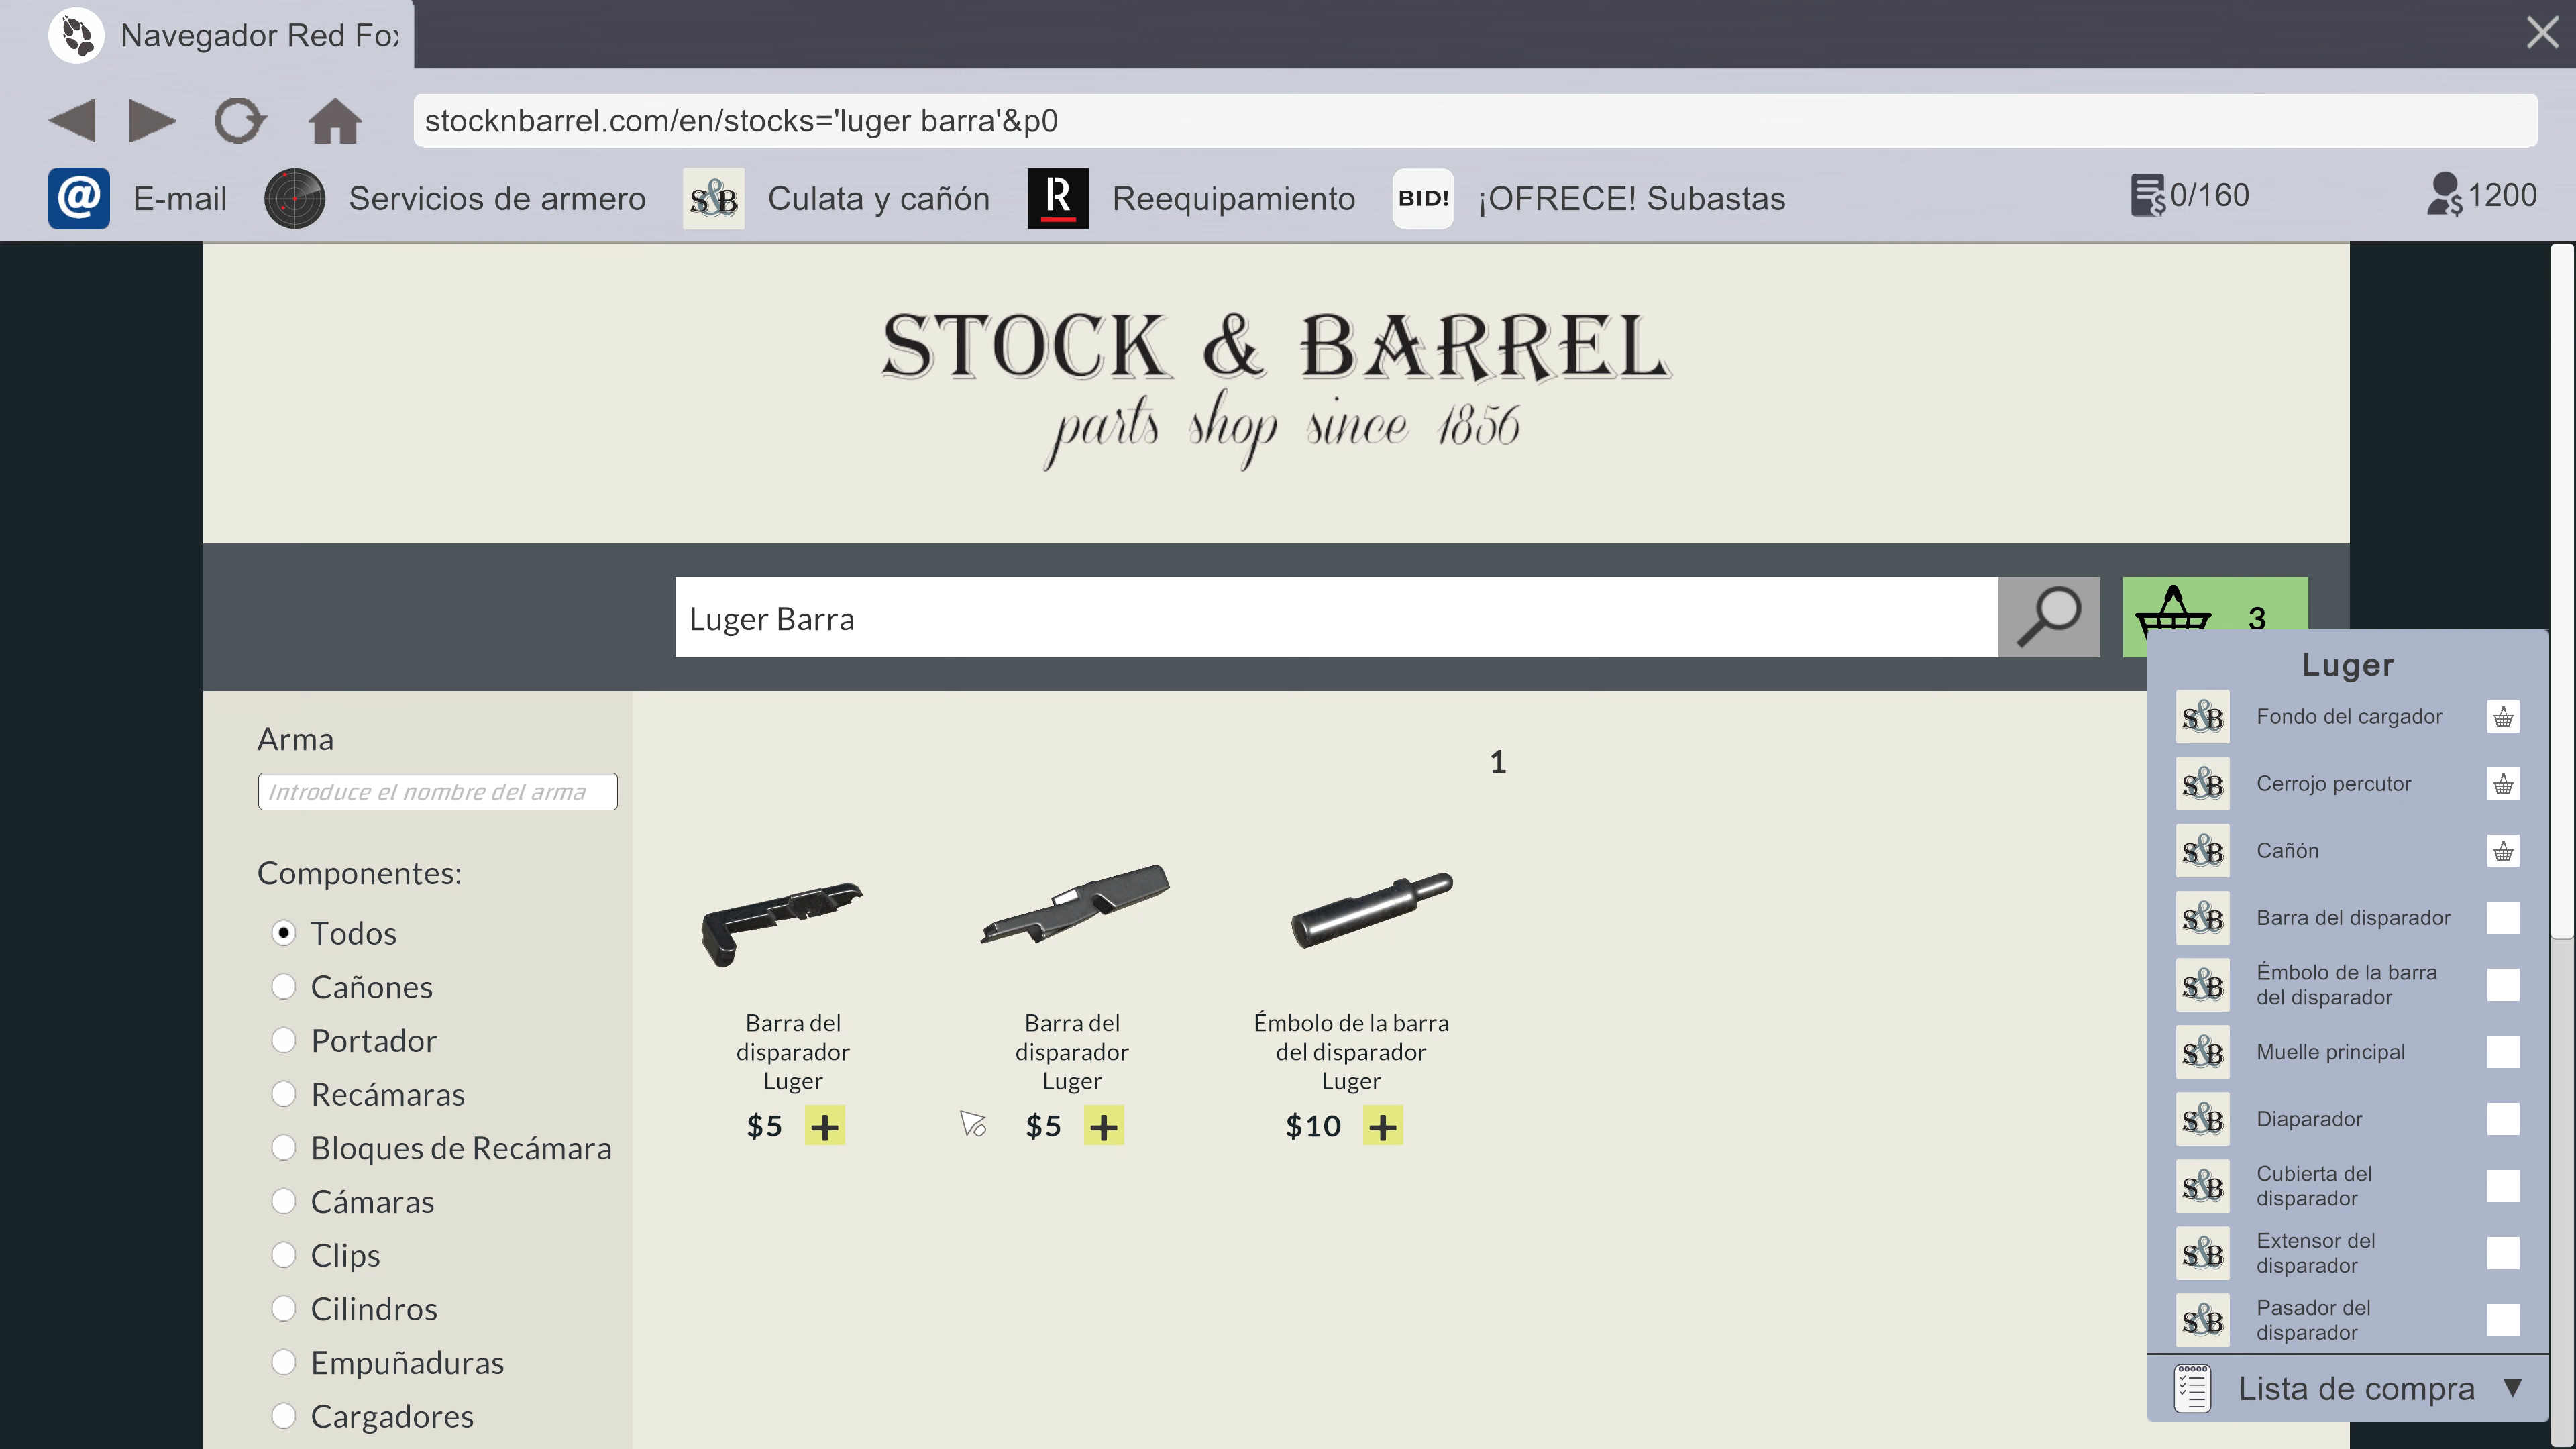 Navegador Red Fox
stocknbarrel.com/en/stocks='luger barra'&p0
@ E-mail
Servicios de armero
S&B Culata y cañón
R Reequipamiento
BID! ¡OFRECE! Subastas
0/160
1200
STOCK & BARREL
parts shop since 1856
Luger Barra
3
Arma
Introduce el nombre del arma
Componentes:
Todos
Cañones
Portador
Recámaras
Bloques de Recámara
Cámaras
Clips
Cilindros
Empuñaduras
Cargadores
1
Barra del
disparador
Luger
$5 +
Barra del
disparador
Luger
$5 +
Émbolo de la barra
del disparador
Luger
$10 +
Luger
S&B Fondo del cargador
S&B Cerrojo percutor
S&B Cañón
S&B Barra del disparador
S&B Émbolo de la barra
del disparador
S&B Muelle principal
S&B Diaparador
S&B Cubierta del
disparador
S&B Extensor del
disparador
S&B Pasador del
disparador
Lista de compra